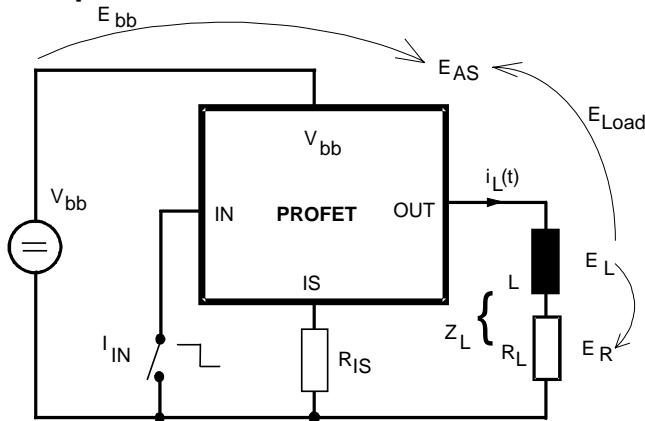 E bb
E AS
E Load
V bb
V bb
i L (t)
IN
PROFET
OUT
IS
L
E L
Z L
{
I IN
R IS
R L
E R